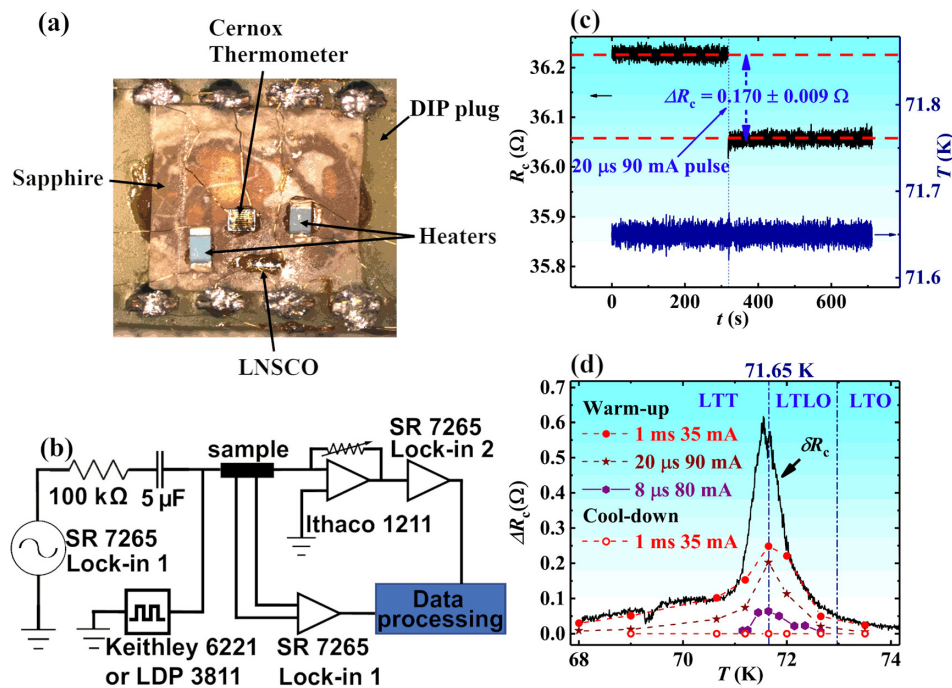 (a)
Cernox
Thermometer
DIP plug
Sapphire
Heaters
LNSCO
(b)
sample
SR 7265
Lock-in 2
100 kΩ
5 µF
Ithaco 1211
SR 7265
Lock-in 1
Data
processing
Keithley 6221
or LDP 3811
SR 7265
Lock-in 1
(c)
36.2
36.1
36.0
35.9
35.8
R_c (Ω)
ΔR_c = 0.170 ± 0.009 Ω
20 µs 90 mA pulse
71.8
71.7
71.6
T (K)
0 200 400 600
t (s)
(d)
71.65 K
0.7
0.6
0.5
0.4
0.3
0.2
0.1
0.0
ΔR_c (Ω)
LTT LTLO LTO
Warm-up
1 ms 35 mA
20 µs 90 mA
8 µs 80 mA
Cool-down
1 ms 35 mA
δR_c
68 70 72 74
T (K)